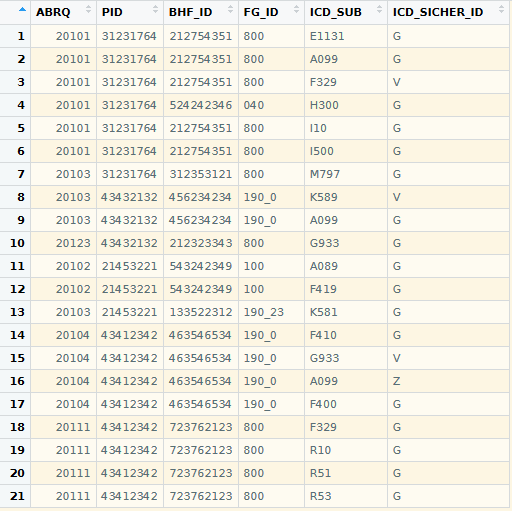 ABRQ PID BHF_ID FG_ID ICD_SUB ICD_SICHER_ID
1 20101 31231764 212754351 800 E1131 G
2 20101 31231764 212754351 800 A099 G
3 20101 31231764 212754351 800 F329 V
4 20101 31231764 524242346 040 H300 G
5 20101 31231764 212754351 800 I10 G
6 20101 31231764 212754351 800 I500 G
7 20103 31231764 312353121 800 M797 G
8 20103 43432132 456234234 190_0 K589 V
9 20103 43432132 456234234 190_0 A099 G
10 20123 43432132 212323343 800 G933 G
11 20102 21453221 543242349 100 A089 G
12 20102 21453221 543242349 100 F419 G
13 20103 21453221 133522312 190_23 K581 G
14 20104 43412342 463546534 190_0 F410 G
15 20104 43412342 463546534 190_0 G933 V
16 20104 43412342 463546534 190_0 A099 Z
17 20104 43412342 463546534 190_0 F400 G
18 20111 43412342 723762123 800 F329 G
19 20111 43412342 723762123 800 R10 G
20 20111 43412342 723762123 800 R51 G
21 20111 43412342 723762123 800 R53 G